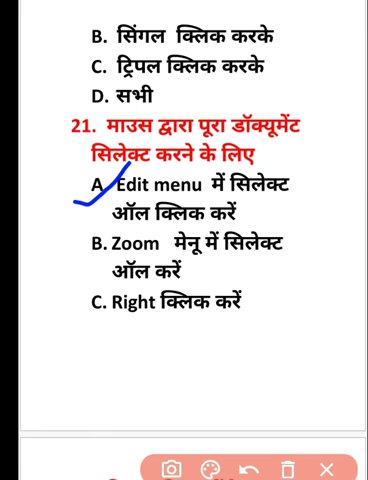 B. सिंगल क्लिक करके
C. ट्रिपल क्लिक करके
D. सभी
21. माउस द्वारा पूरा डॉक्यूमेंट
सिलेक्ट करने के लिए
A. Edit menu में सिलेक्ट
ऑल क्लिक करें
B. Zoom मेनू में सिलेक्ट
ऑल करें
C. Right क्लिक करें